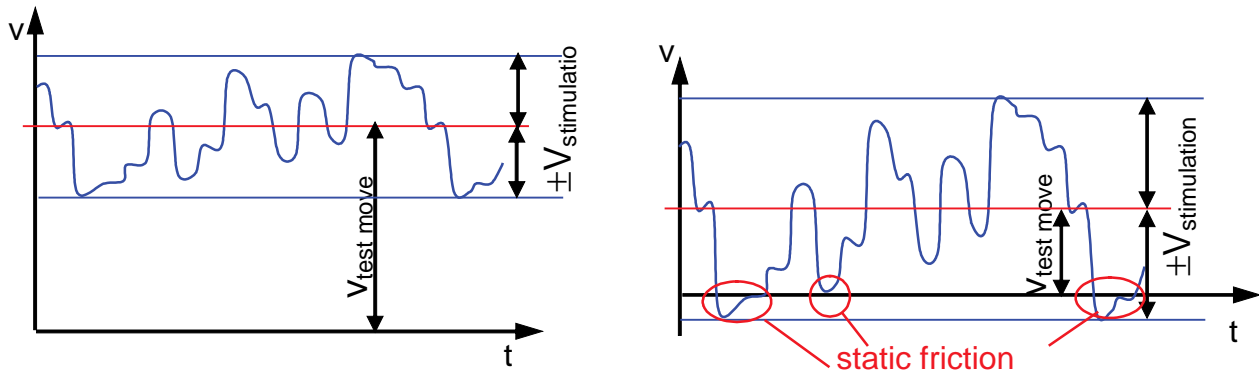 v
±Vstimulatio
vtest move
t
v
±Vstimulation
vtest move
t
static friction